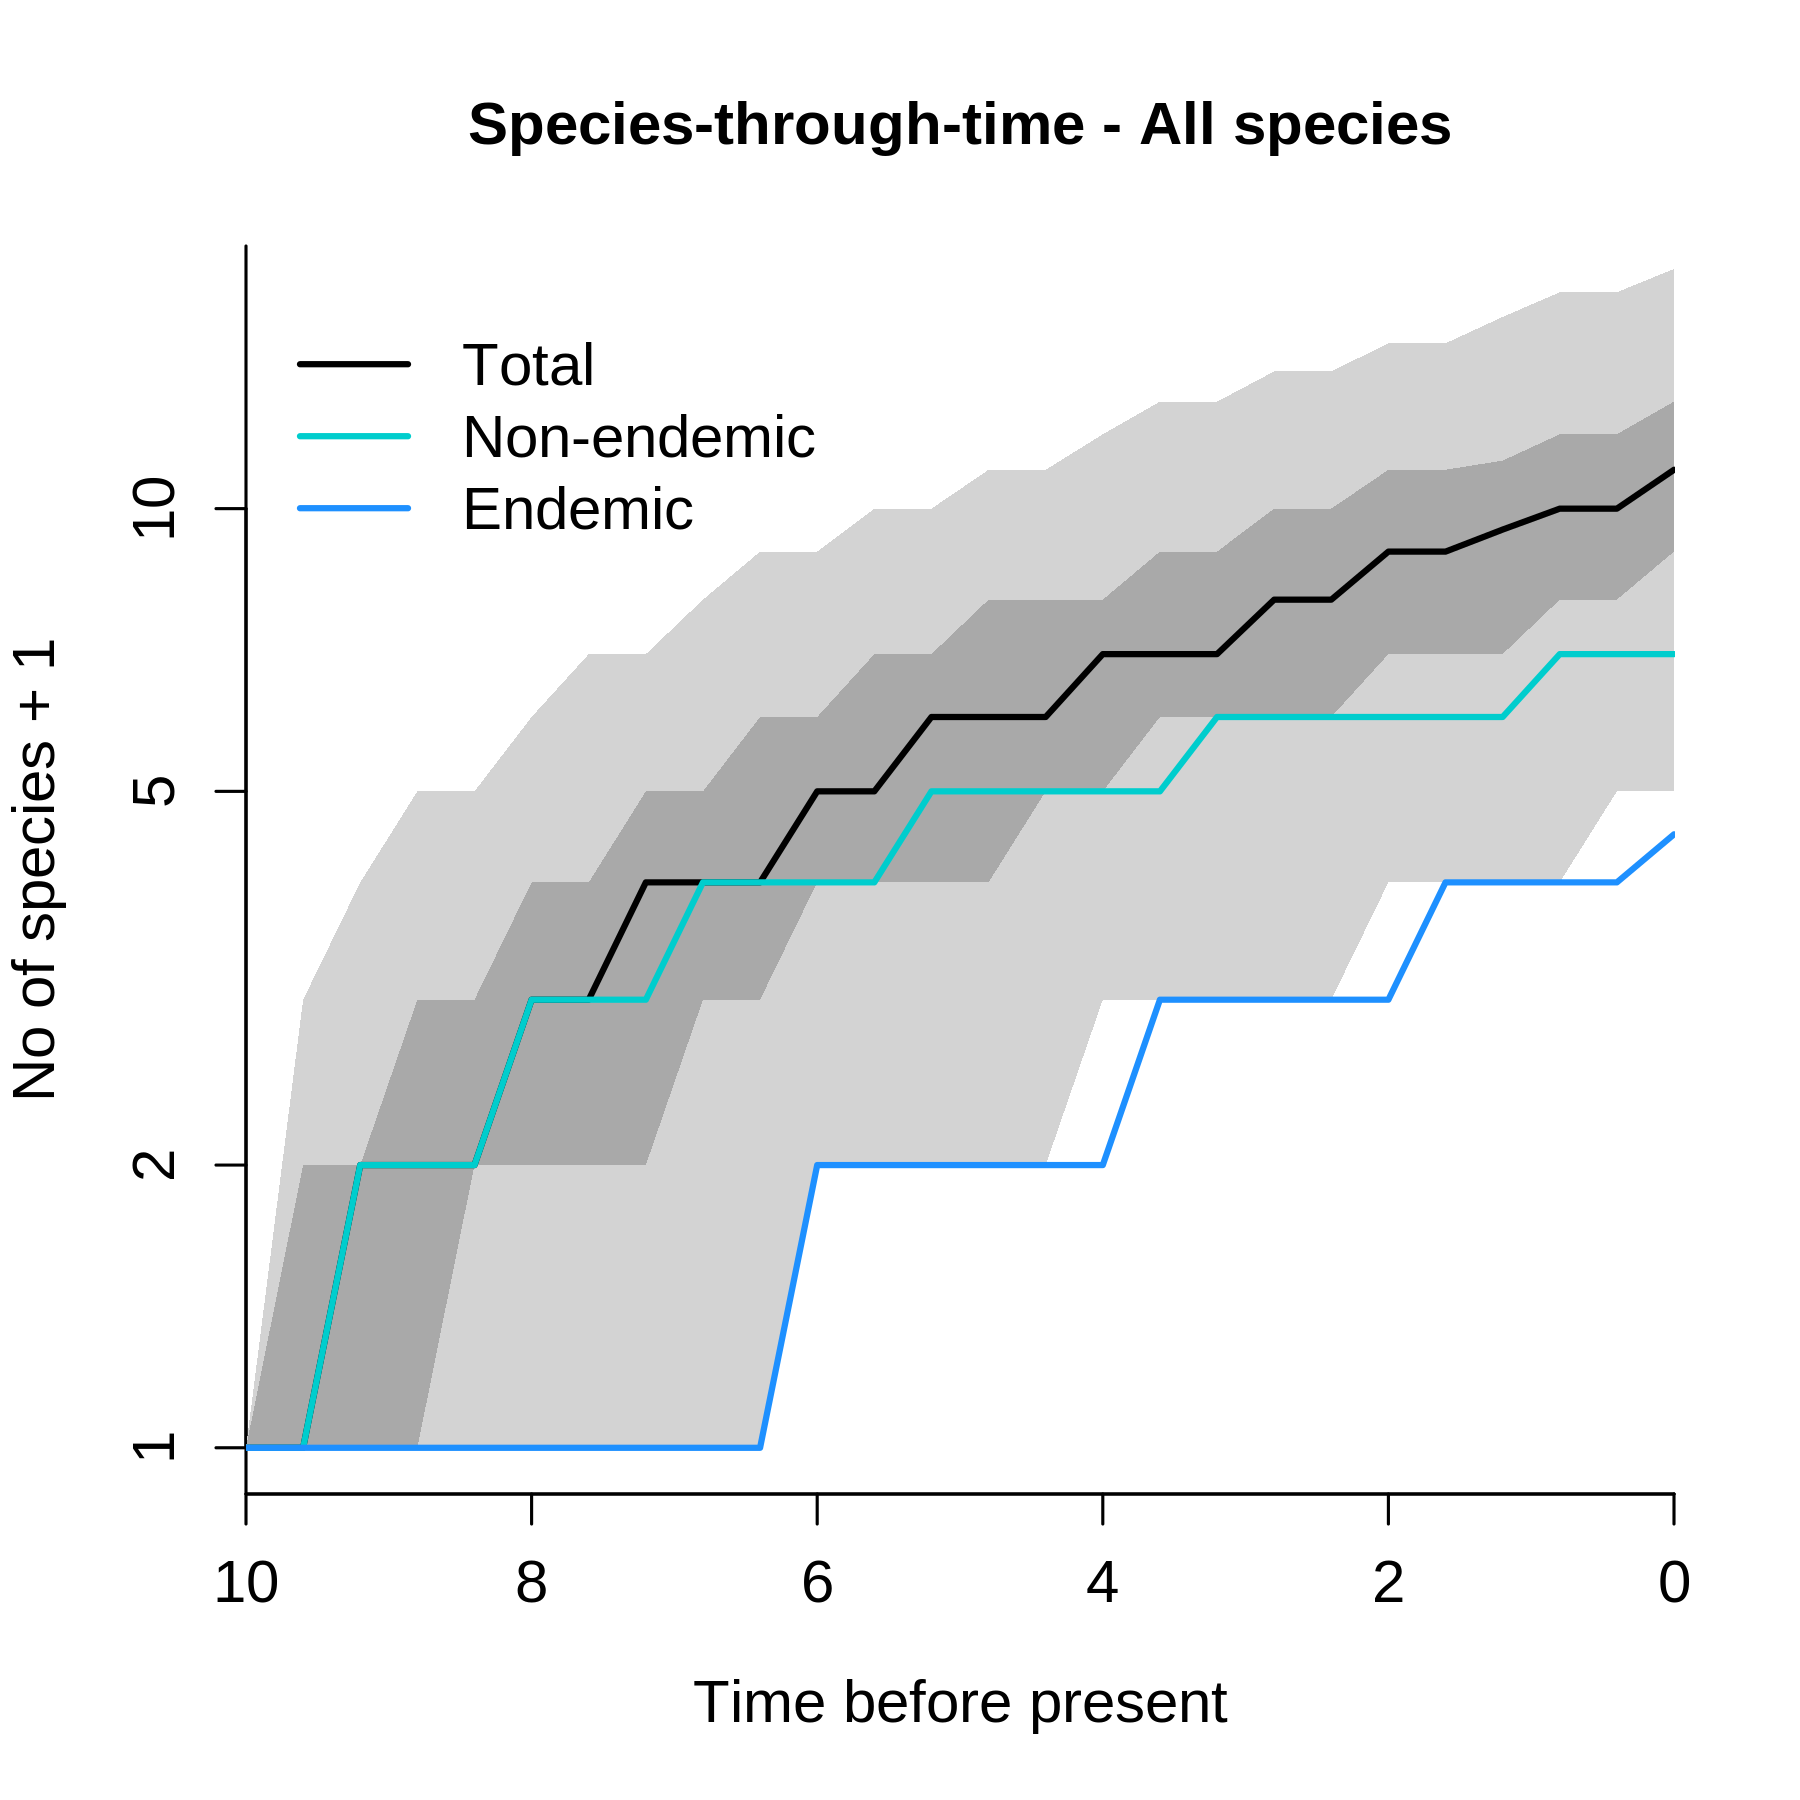 Species-through-time - All species
Total
Non-endemic
Endemic
No of species + 1
10
5
2
1
10 8 6 4 2 0
Time before present